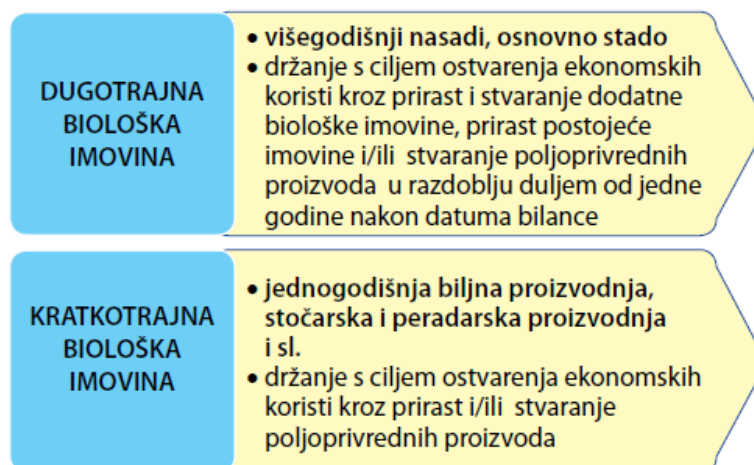 DUGOTRAJNA
BIOLOŠKA
IMOVINA
• višegodišnji nasadi, osnovno stado
• držanje s ciljem ostvarenja ekonomskih
koristi kroz prirast i stvaranje dodatne
biološke imovine, prirast postojeće
imovine i/ili stvaranje poljoprivrednih
proizvoda u razdoblju duljem od jedne
godine nakon datuma bilance
KRATKOTRAJNA
BIOLOŠKA
IMOVINA
• jednogodišnja biljna proizvodnja,
stočarska i peradarska proizvodnja
i sl.
• držanje s ciljem ostvarenja ekonomskih
koristi kroz prirast i/ili stvaranje
poljoprivrednih proizvoda